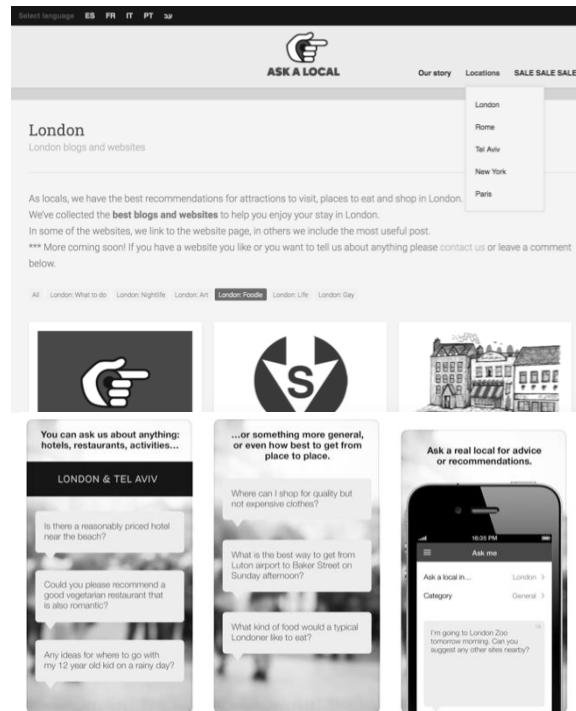 Select language ES FR IT PT עב
ASK A LOCAL
Our story Locations SALE SALE SALE
London
Rome
Tel Aviv
New York
Paris
London
London blogs and websites
As locals, we have the best recommendations for attractions to visit, places to eat and shop in London.
We've collected the best blogs and websites to help you enjoy your stay in London.
In some of the websites, we link to the website page, in others we include the most useful post.
*** More coming soon! If you have a website you like or you want to tell us about anything please contact us or leave a comment
below.
All London: What to do London: Nightlife London: Art London: Foodie London: Life London: Gay
S
You can ask us about anything:
hotels, restaurants, activities...
LONDON & TEL AVIV
Is there a reasonably priced hotel
near the beach?
Could you please recommend a
good vegetarian restaurant that
is also romantic?
Any ideas for where to go with
my 12 year old kid on a rainy day?
...or something more general,
or even how best to get from
place to place.
Where can I shop for quality but
not expensive clothes?
What is the best way to get from
Luton airport to Baker Street on
Sunday afternoon?
What kind of food would a typical
Londoner like to eat?
Ask a real local for advice
or recommendations.
16:35 PM
Ask me
Ask a local in... London >
Category General >
I'm going to London Zoo
tomorrow morning. Can you
suggest any other sites nearby?